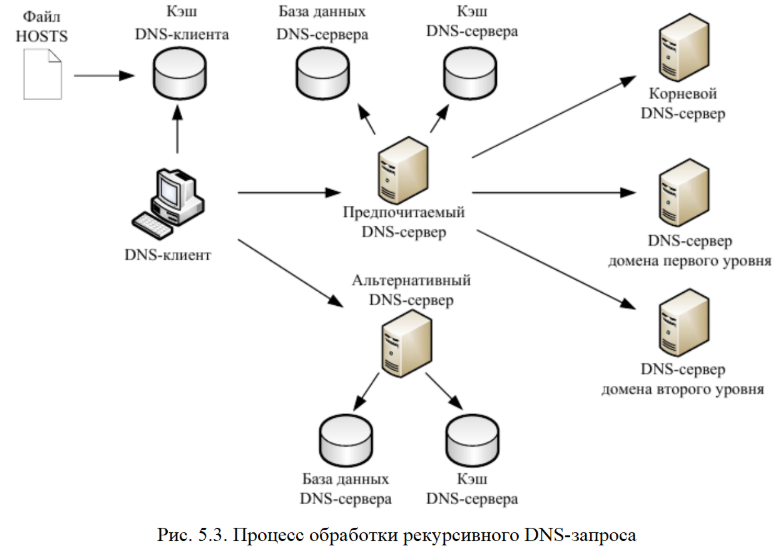 Файл
HOSTS
Кэш
DNS-клиента
База данных
DNS-сервера
Кэш
DNS-сервера
Корневой
DNS-сервер
DNS-клиент
Предпочитаемый
DNS-сервер
DNS-сервер
домена первого уровня
Альтернативный
DNS-сервер
DNS-сервер
домена второго уровня
База данных
DNS-сервера
Кэш
DNS-сервера
Рис. 5.3. Процесс обработки рекурсивного DNS-запроса